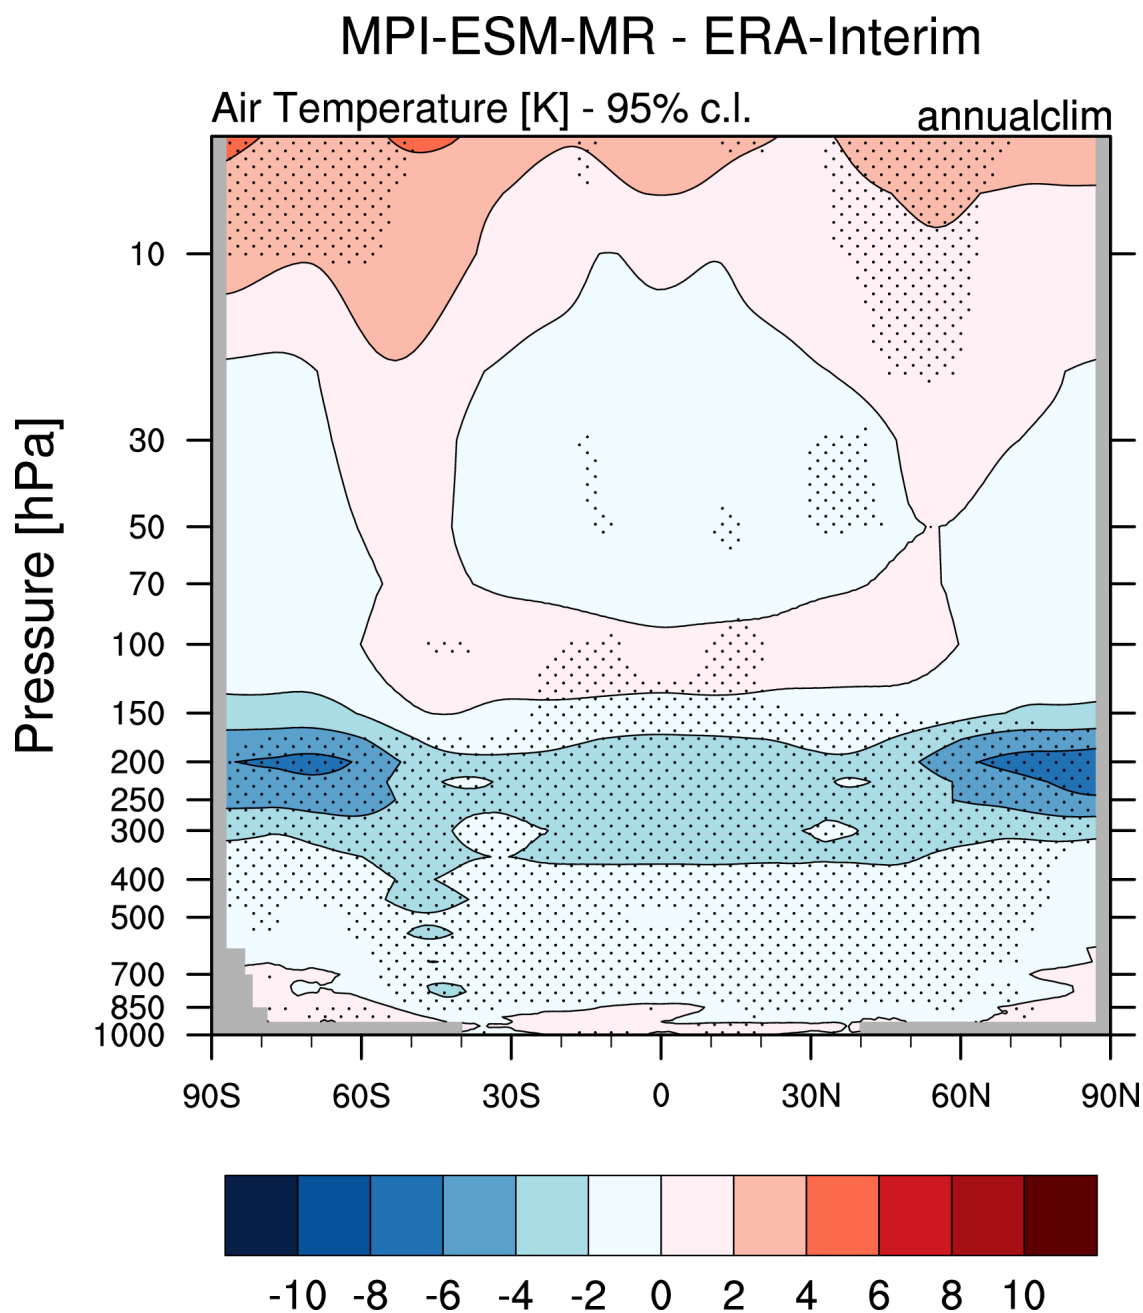 MPI-ESM-MR - ERA-Interim
Air Temperature [K] - 95% c.l. annualclim
Pressure [hPa]
10
30
50
70
100
150
200
250
300
400
500
700
850
1000
90S 60S 30S 0 30N 60N 90N
-10 -8 -6 -4 -2 0 2 4 6 8 10